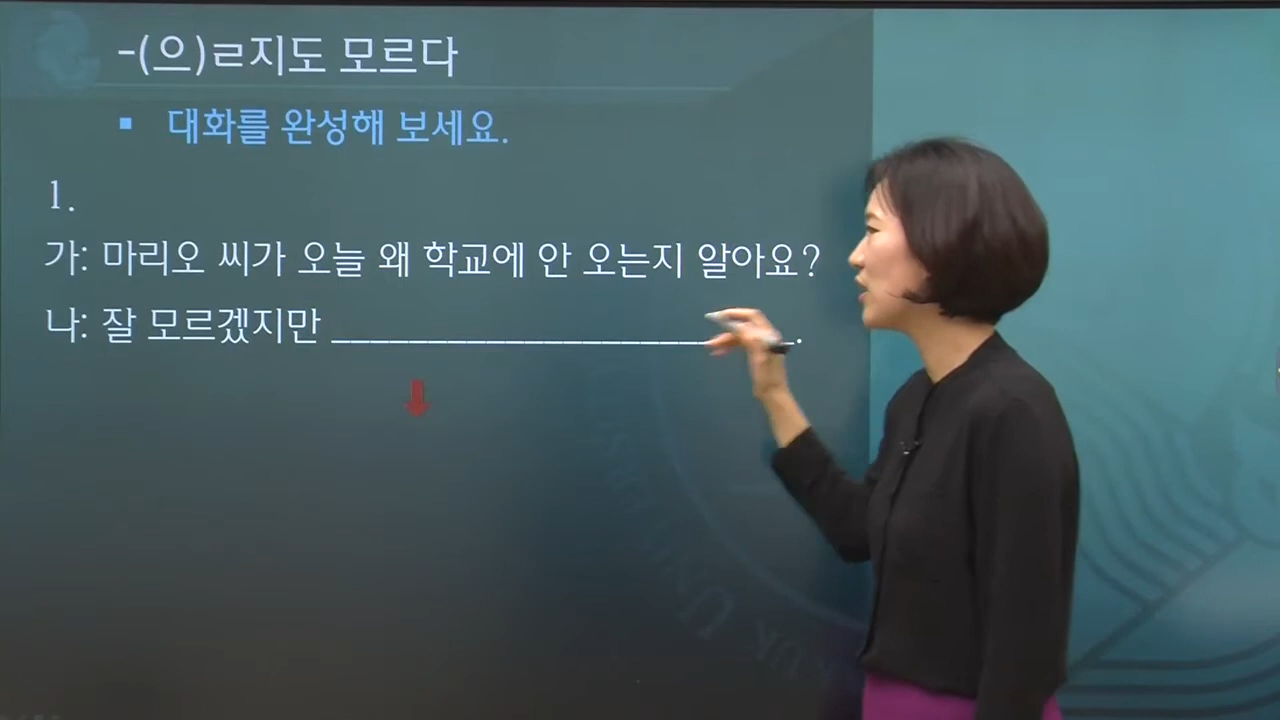 -(으)ㄹ지도 모르다
▪ 대화를 완성해 보세요.
1.
가: 마리오 씨가 오늘 왜 학교에 안 오는지 알아요?
나: 잘 모르겠지만 ________________________.